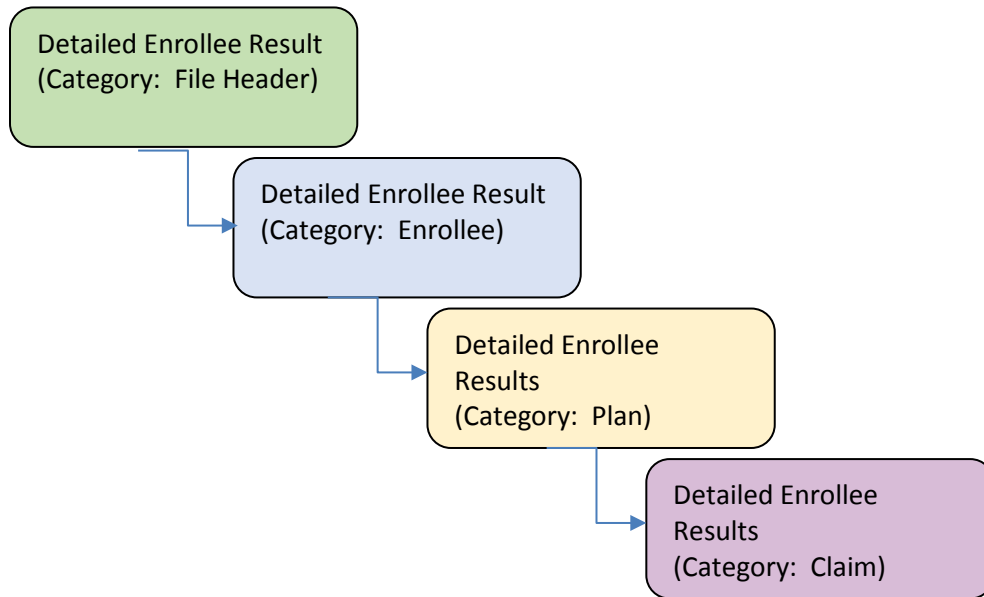 Detailed Enrollee Result
(Category:  File Header)
Detailed Enrollee Result
(Category:  Enrollee)
Detailed Enrollee
Results
(Category:  Plan)
Detailed Enrollee
Results
(Category:  Claim)